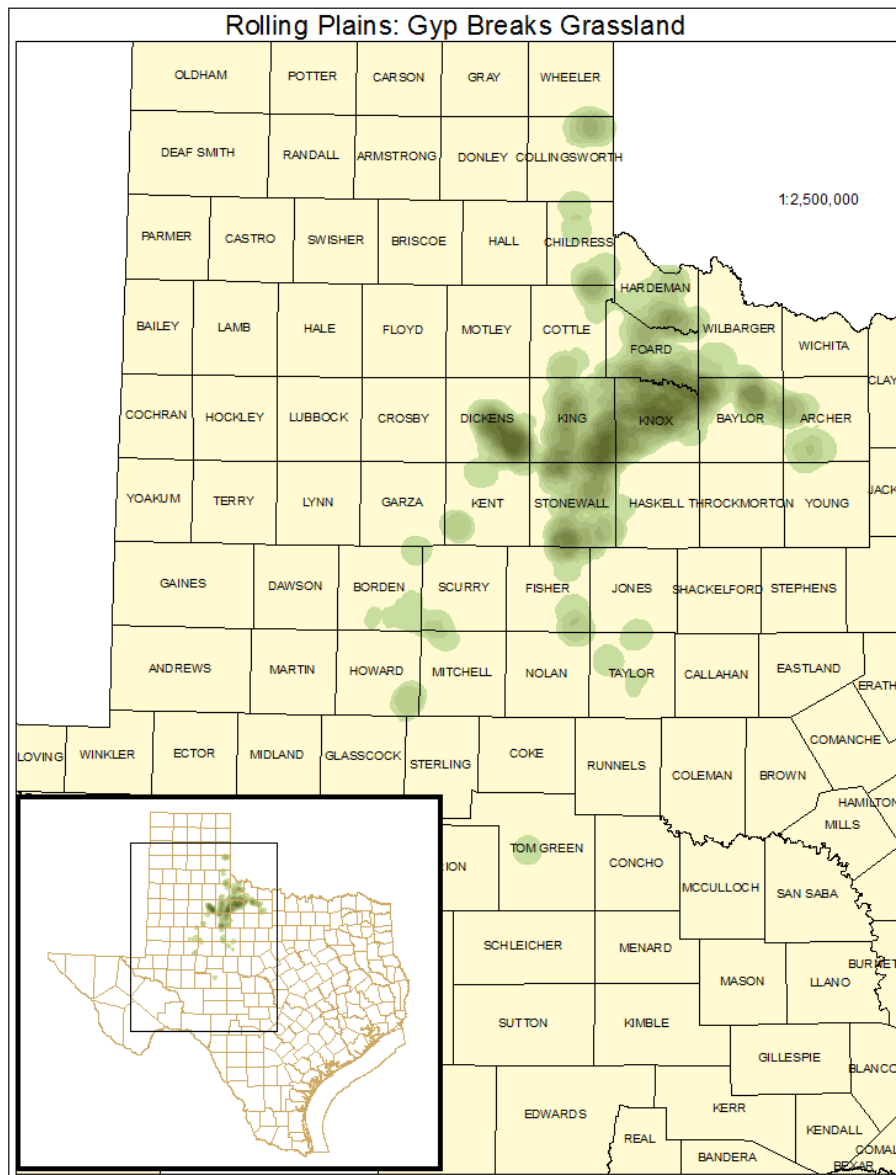 Rolling Plains: Gyp Breaks Grassland
OLDHAM POTTER CARSON GRAY WHEELER
DEAF SMITH RANDALL ARMSTRONG DONLEY COLLINGSWORTH
1:2,500,000
PARMER CASTRO SWISHER BRISCOE HALL CHILDRESS
HARDEMAN
BAILEY LAMB HALE FLOYD MOTLEY COTTLE WILBARGER
FOARD WICHITA
CLAY
COCHRAN HOCKLEY LUBBOCK CROSBY DICKENS KING KNOX BAYLOR ARCHER
JACK
YOAKUM TERRY LYNN GARZA KENT STONEWALL HASKELL THROCKMORTON YOUNG
GAINES DAWSON BORDEN SCURRY FISHER JONES SHACKELFORD STEPHENS
ANDREWS MARTIN HOWARD MITCHELL NOLAN TAYLOR CALLAHAN EASTLAND
ERATH
LOVING WINKLER ECTOR MIDLAND GLASSCOCK STERLING COKE RUNNELS COLEMAN BROWN COMANCHE
HAMILTON
MILLS
RION TOM GREEN CONCHO
MCCULLOCH SAN SABA
SCHLEICHER MENARD
MASON LLANO BURNET
SUTTON KIMBLE
GILLESPIE BLANCO
EDWARDS KERR
REAL KENDALL
BANDERA COMAL
BEXAR